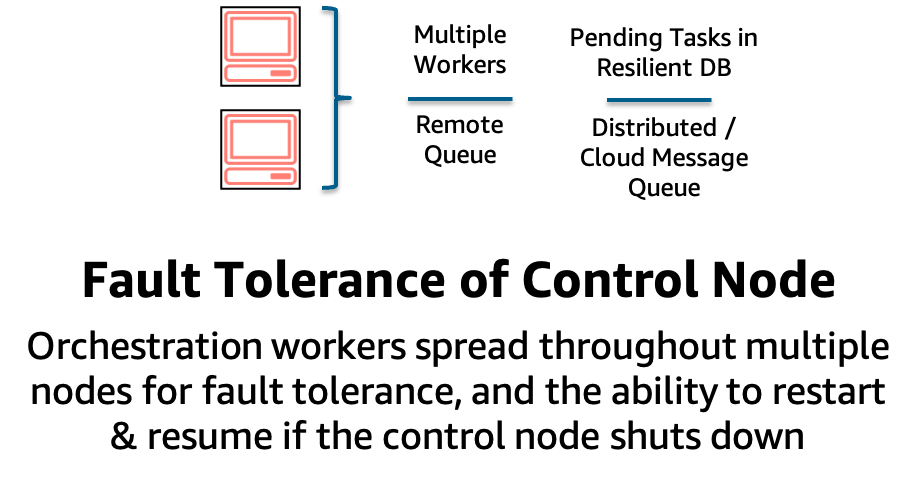 Multiple
Workers
Remote
Queue
Pending Tasks in
Resilient DB
Distributed /
Cloud Message
Queue
Fault Tolerance of Control Node
Orchestration workers spread throughout multiple
nodes for fault tolerance, and the ability to restart
& resume if the control node shuts down